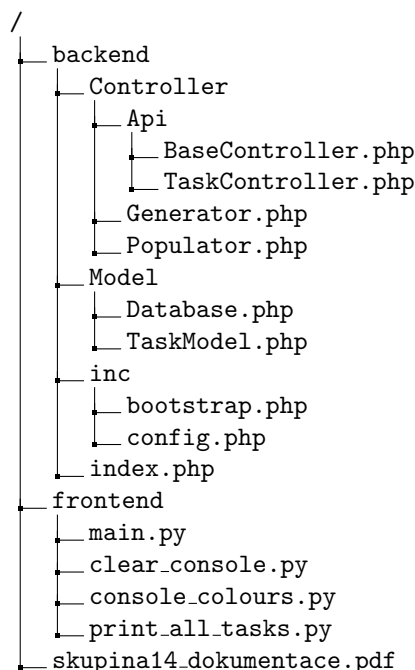 /
backend
Controller
Api
BaseController.php
TaskController.php
Generator.php
Populator.php
Model
Database.php
TaskModel.php
inc
bootstrap.php
config.php
index.php
frontend
main.py
clear_console.py
console_colours.py
print_all_tasks.py
skupina14_dokumentace.pdf